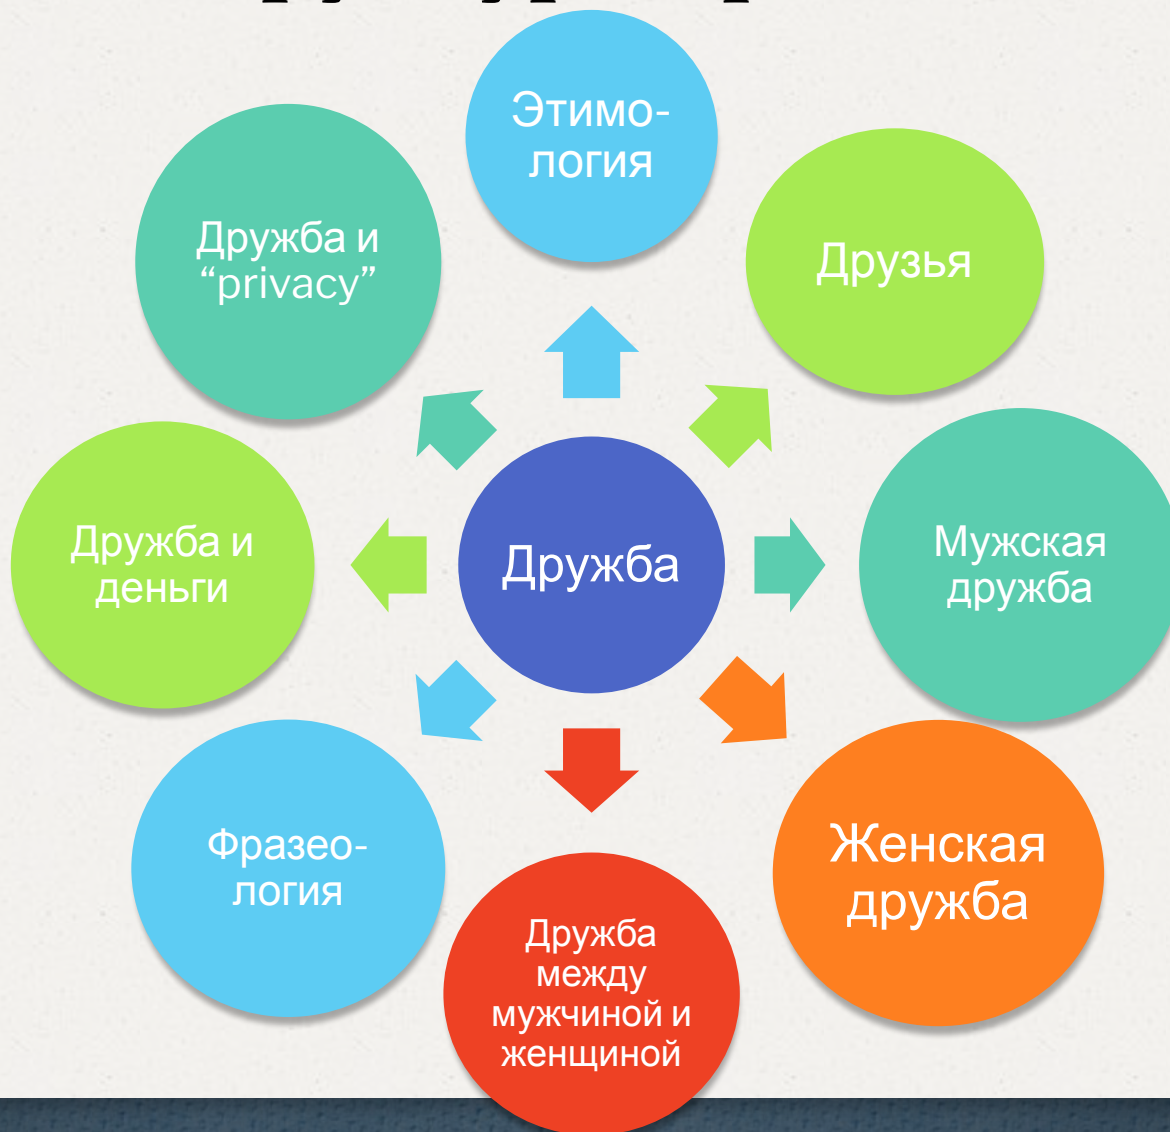 Этимо-
логия
Друзья
Мужская
дружба
Женская
дружба
Дружба
между
мужчиной и
женщиной
Фразео-
логия
Дружба и
деньги
Дружба и
“privacy”
Дружба